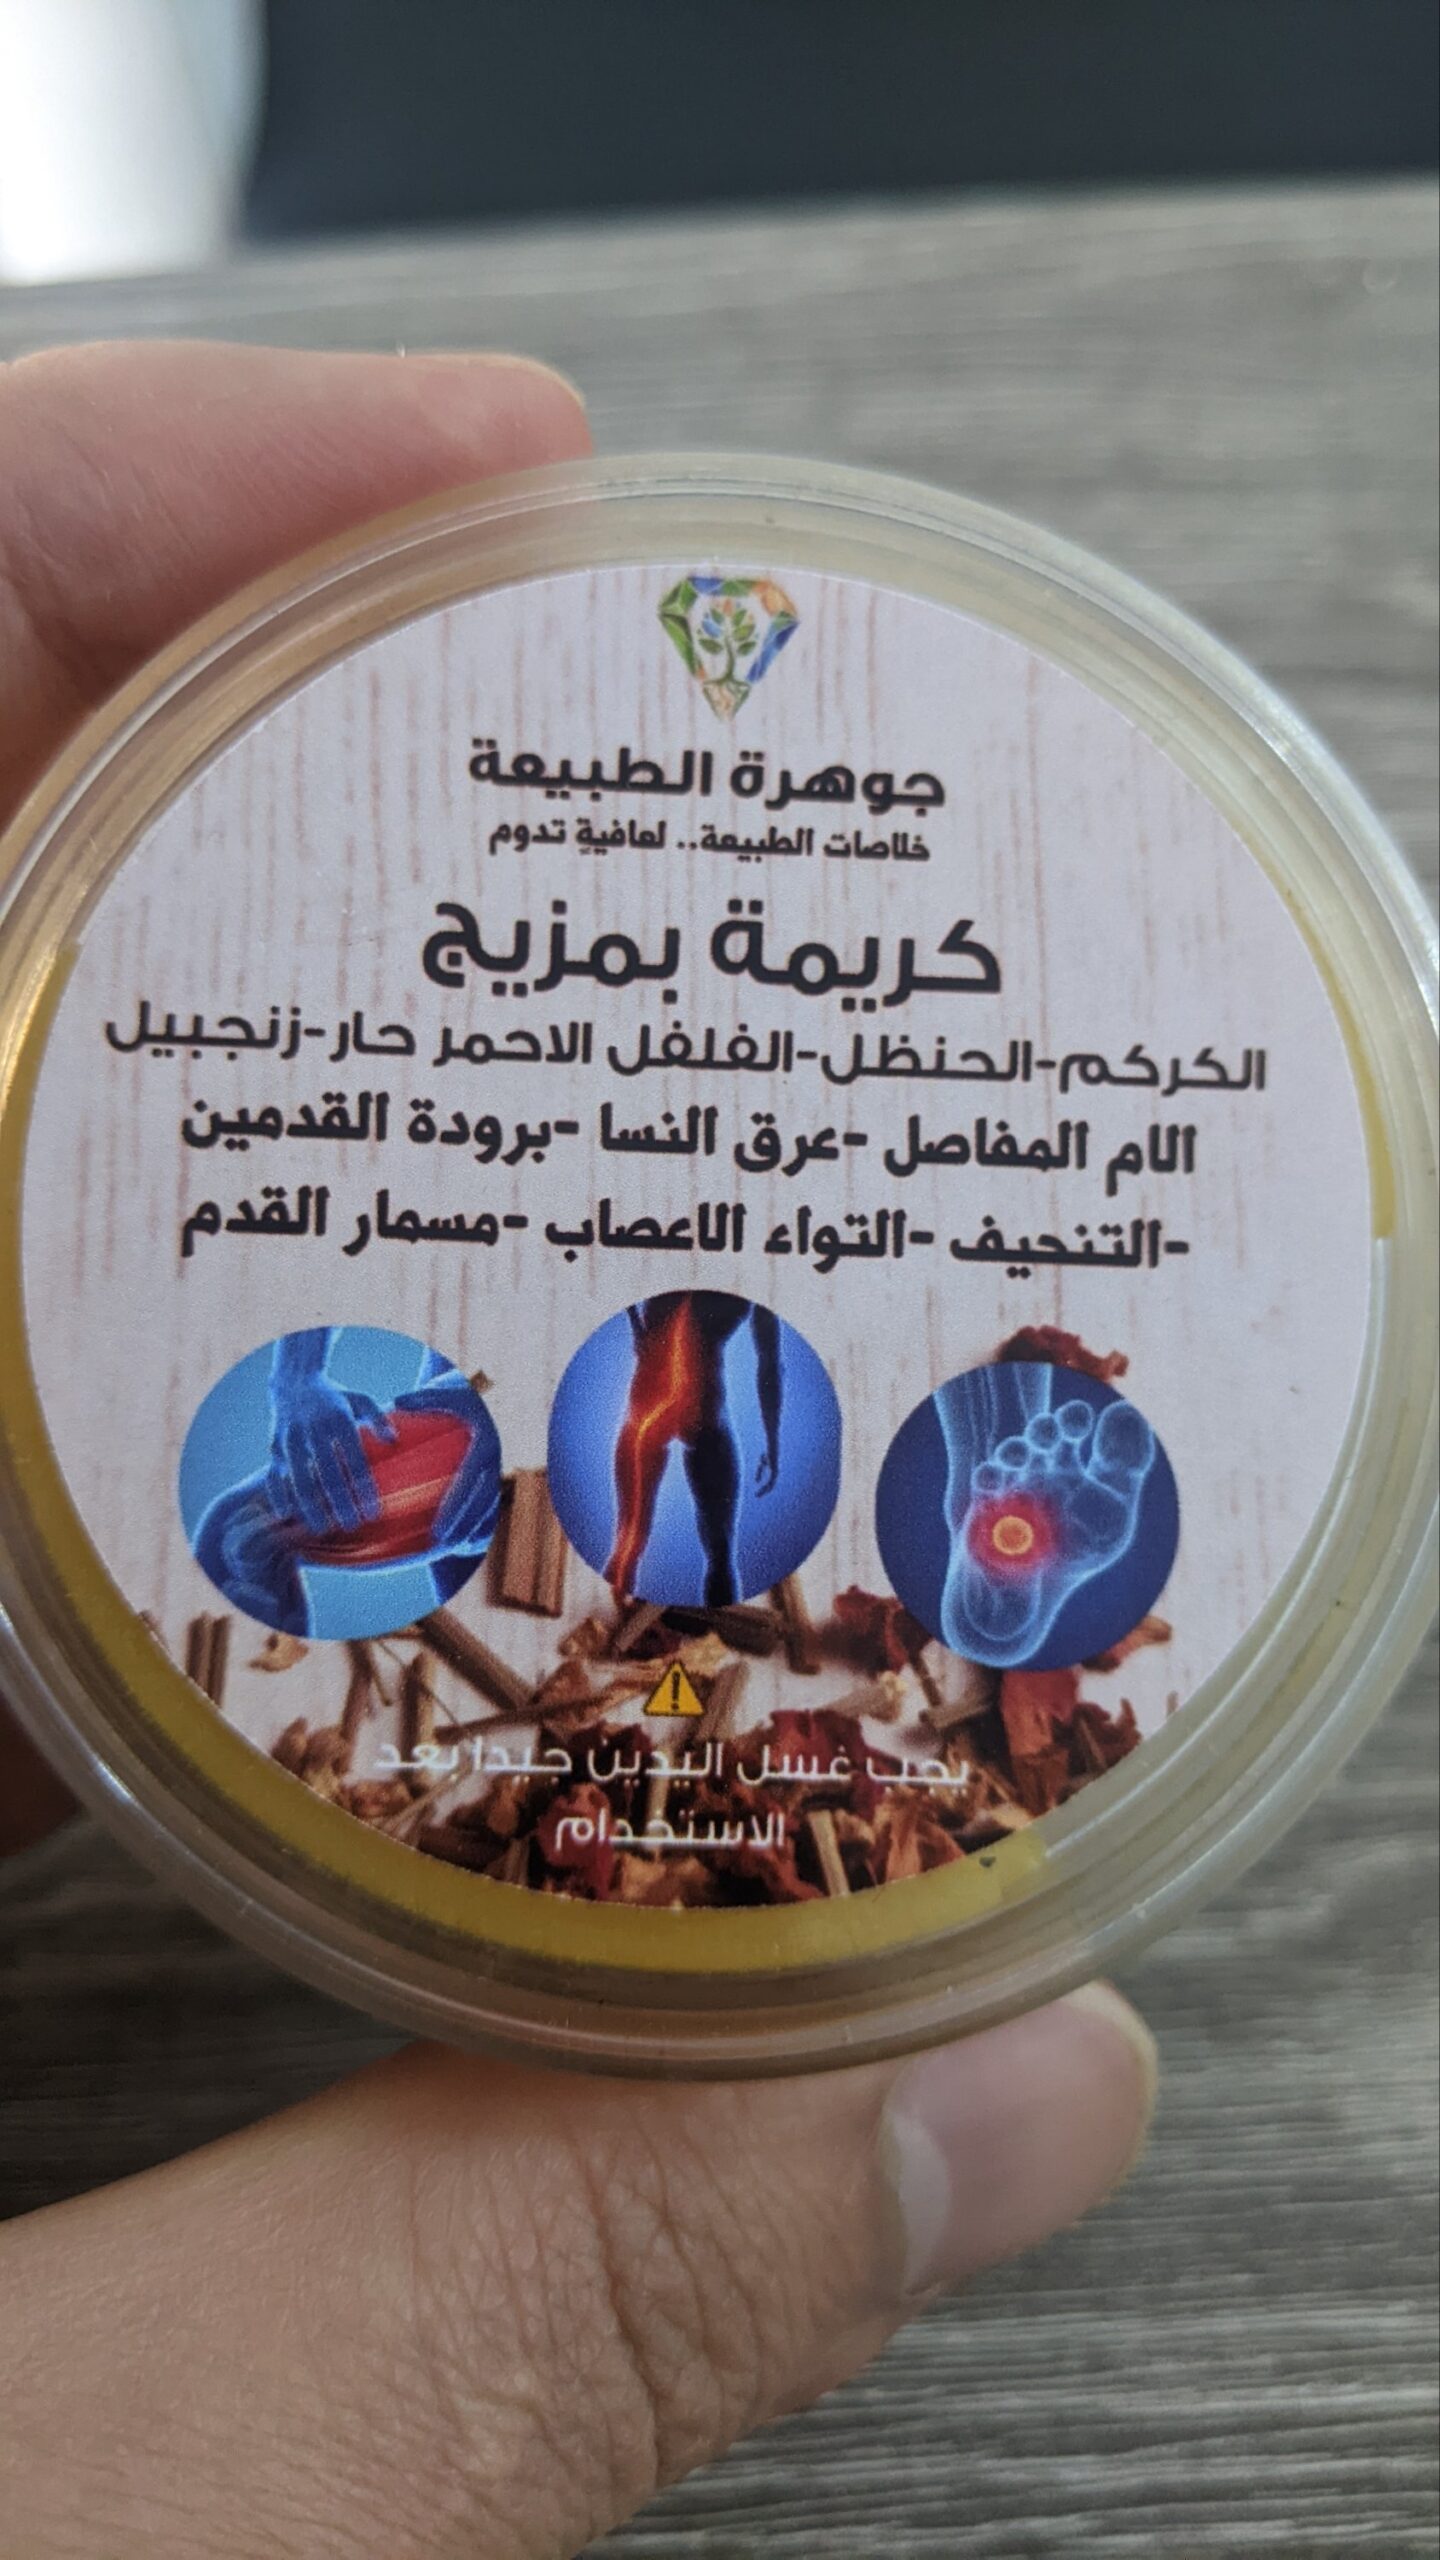 جوهرة الطبيعة
خلاصات الطبيعة.. لعافيةٍ تدوم
كريمة بمزيج
الكركم-الحنظل-الفلفل الاحمر حار-زنجبيل
الام المفاصل -عرق النسا -برودة القدمين
-التنحيف -التواء الاعصاب -مسمار القدم
يجب غسل اليدين جيدا بعد
الاستخدام